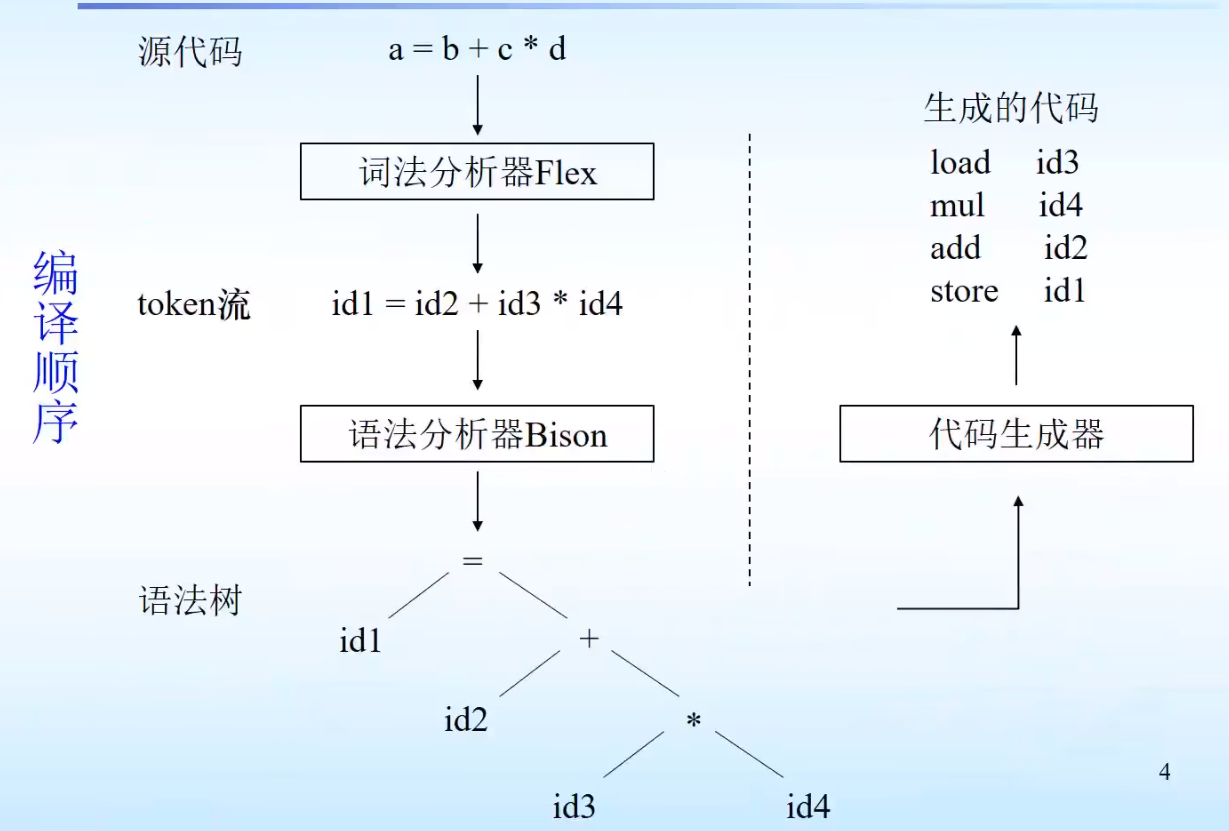 源代码
a = b + c * d
词法分析器Flex
编译顺序
token流
id1 = id2 + id3 * id4
语法分析器Bison
语法树
=
id1
+
id2
*
id3
id4
生成的代码
load id3
mul id4
add id2
store id1
代码生成器
4